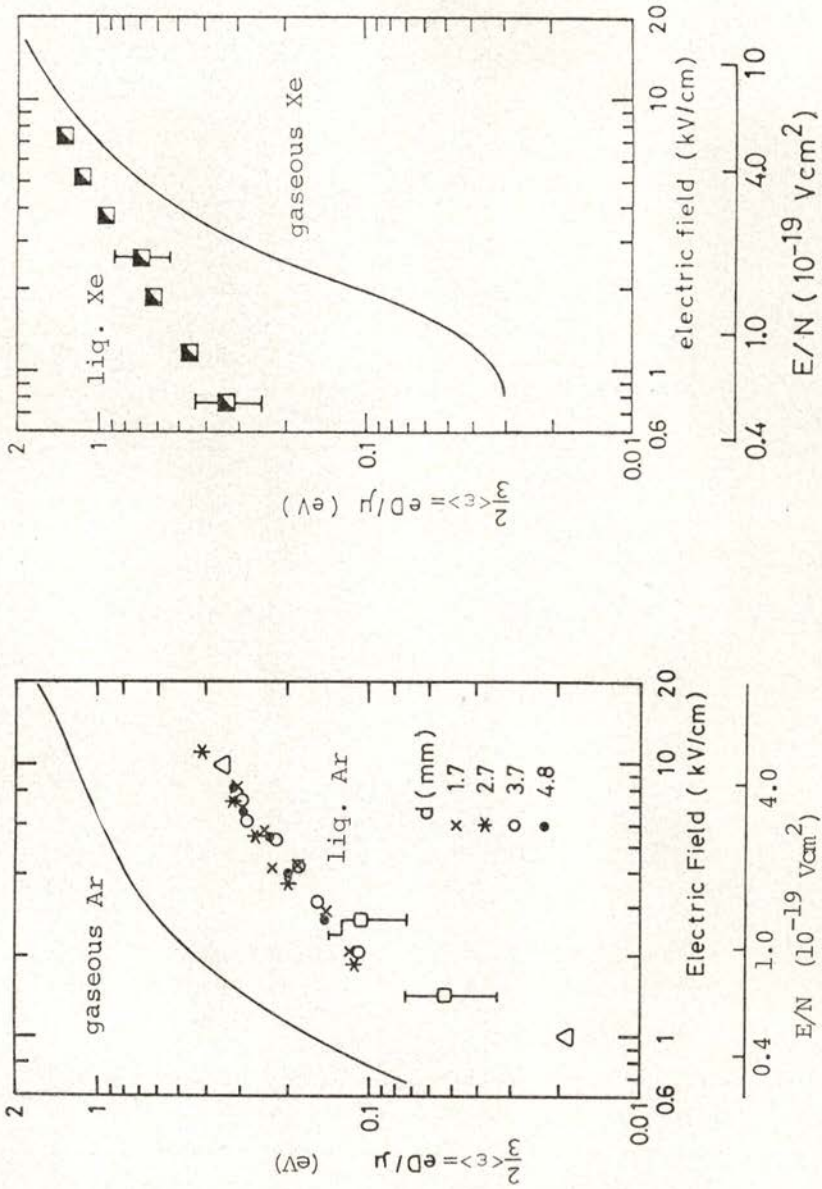 2
1
0.1
0.01
2/3<ε>= eD/μ (eV)
gaseous Ar
liq. Ar
d (mm)
× 1.7
✳ 2.7
○ 3.7
• 4.8
0.6
1
10
20
Electric Field ( kV/cm)
0.4
1.0
4.0
E/N (10⁻¹⁹ Vcm²)
2
1
0.1
0.01
2/3<ε>= eD/μ (eV)
liq. Xe
gaseous Xe
0.6
1
10
20
electric field (kV/cm)
0.4
1.0
4.0
10
E/N ( 10⁻¹⁹ Vcm²)